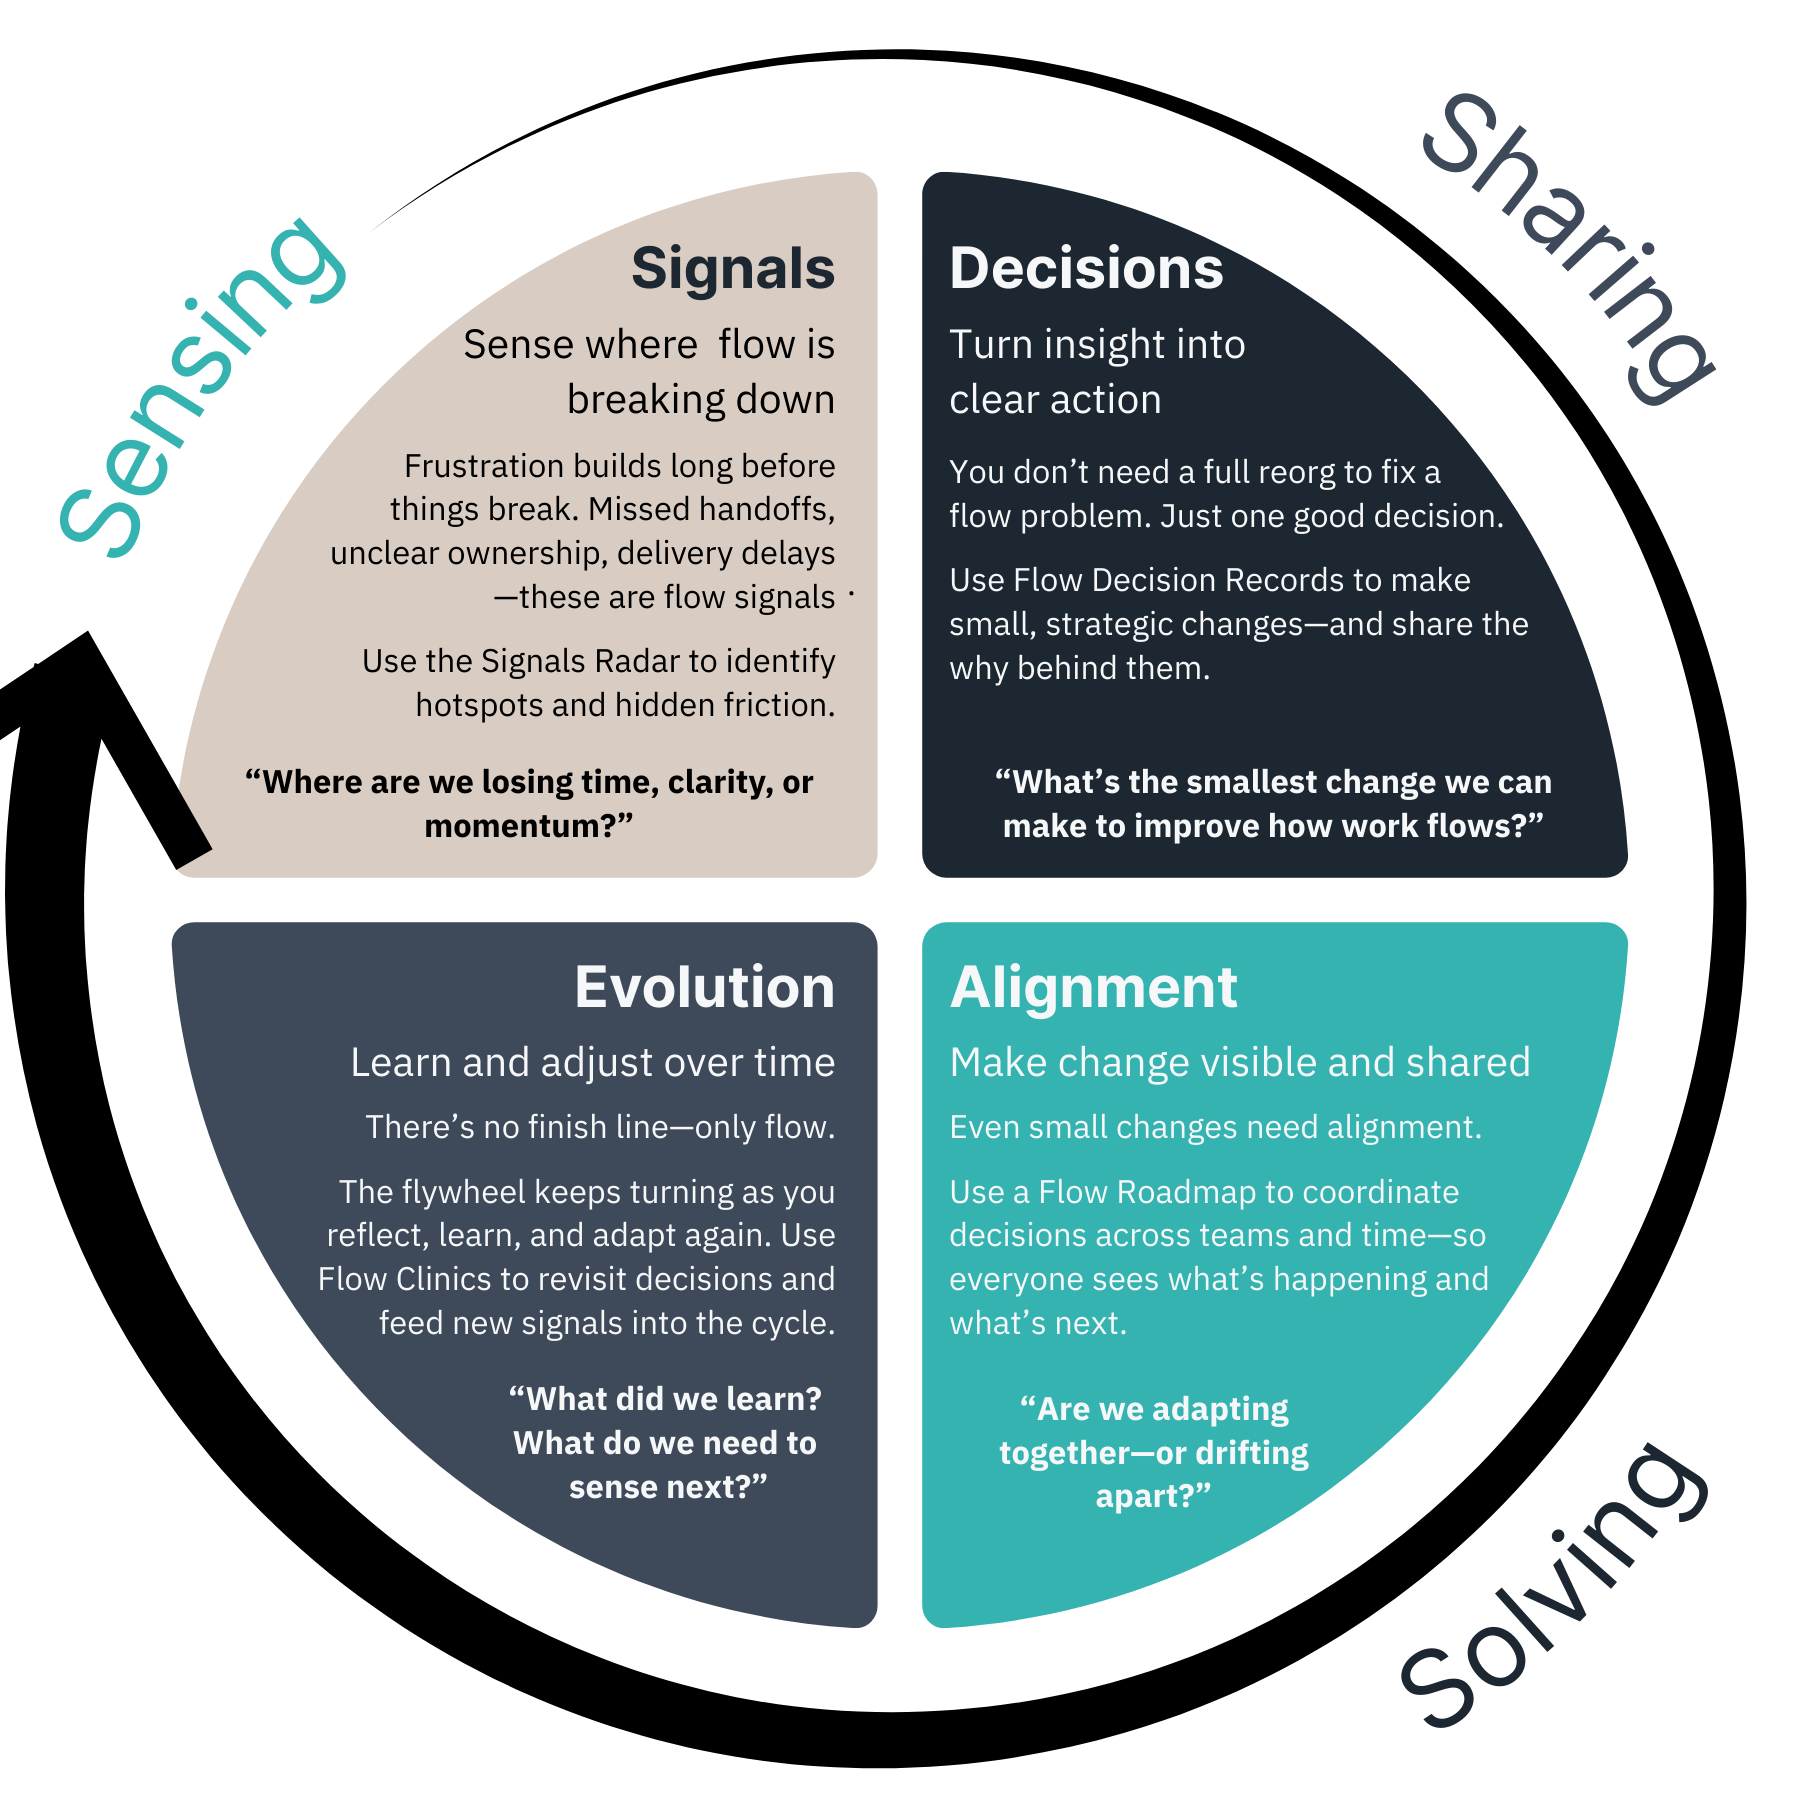 Sensing
Sharing
Signals
Sense where  flow is
breaking down
Frustration builds long before
things break. Missed handoffs,
unclear ownership, delivery delays
—these are flow signals .
Use the Signals Radar to identify
hotspots and hidden friction.
“Where are we losing time, clarity, or
momentum?”
Decisions
Turn insight into
clear action
You don’t need a full reorg to fix a
flow problem. Just one good decision.
Use Flow Decision Records to make
small, strategic changes—and share the
why behind them.
“What’s the smallest change we can
make to improve how work flows?”
Evolution
Learn and adjust over time
There’s no finish line—only flow.
The flywheel keeps turning as you
reflect, learn, and adapt again. Use
Flow Clinics to revisit decisions and
feed new signals into the cycle.
“What did we learn?
What do we need to
sense next?”
Alignment
Make change visible and shared
Even small changes need alignment.
Use a Flow Roadmap to coordinate
decisions across teams and time—so
everyone sees what’s happening and
what’s next.
“Are we adapting
together—or drifting
apart?”
Solving